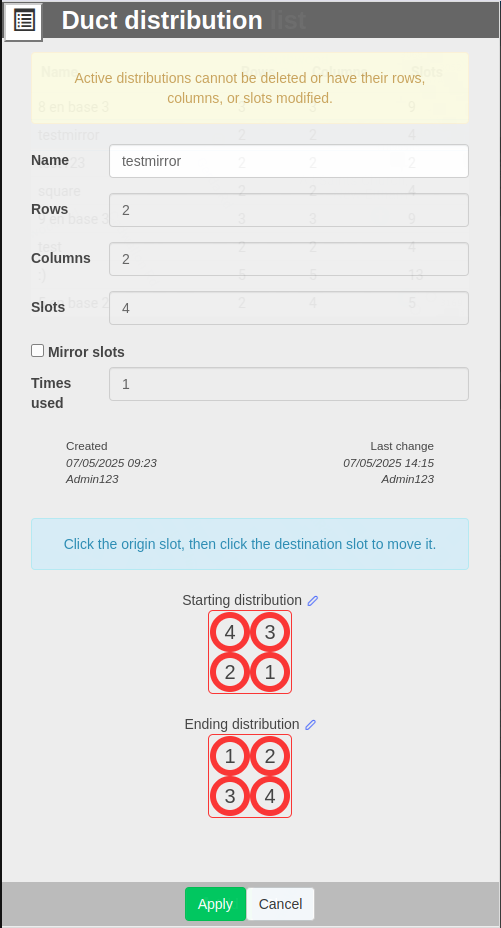 Duct distribution list
Active distributions cannot be deleted or have their rows,
columns, or slots modified.
Name
testmirror
Rows
2
Columns
2
Slots
4
Mirror slots
Times
used
1
Created
Last change
07/05/2025 09:23
07/05/2025 14:15
Admin123
Admin123
Click the origin slot, then click the destination slot to move it.
Starting distribution
4 3
2 1
Ending distribution
1 2
3 4
Apply
Cancel